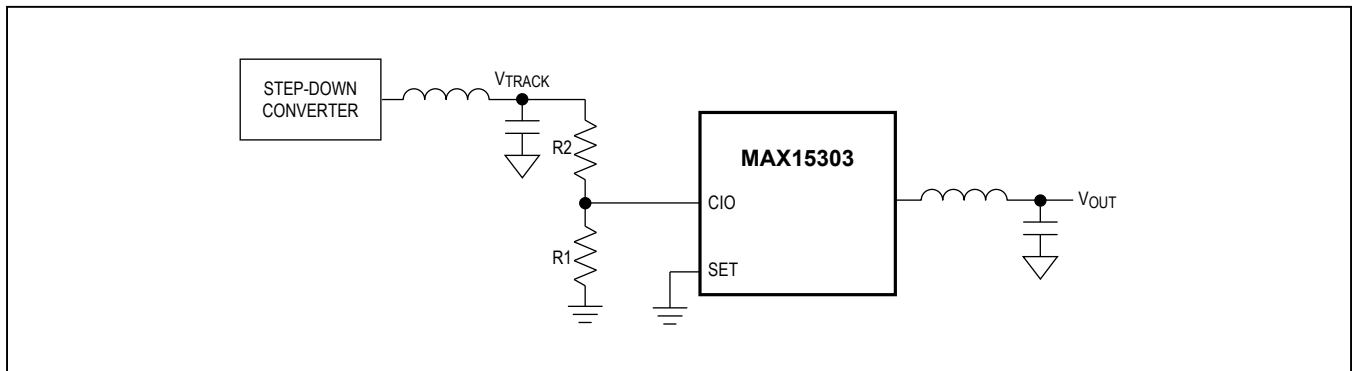 STEP-DOWN
CONVERTER
VTRACK
R2
MAX15303
CIO
VOUT
R1
SET